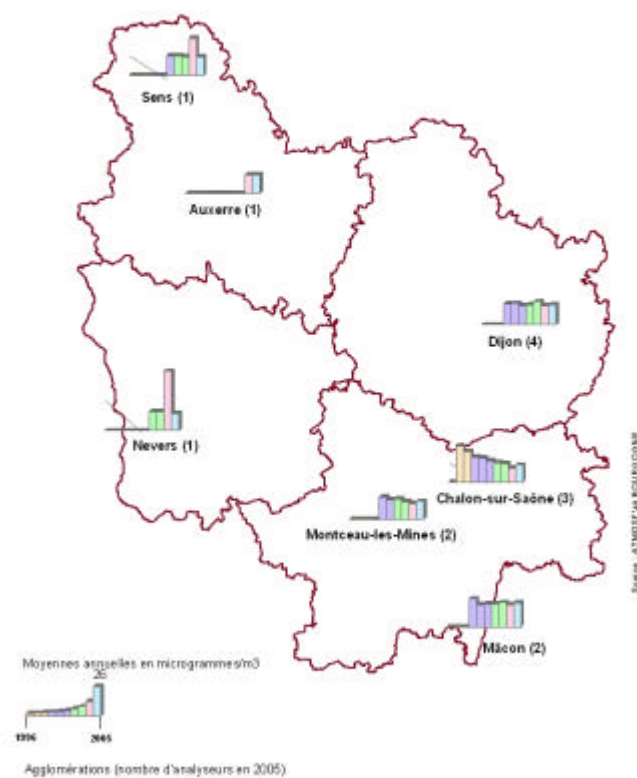 Sens (1)
Auxerre (1)
Dijon (4)
Nevers (1)
Chalon-sur-Saône (3)
Montceau-les-Mines (2)
Mâcon (2)
Moyennes annuelles en microgrammes/m3
26
1996 2005
Agglomérations (nombre d'analyseurs en 2005)